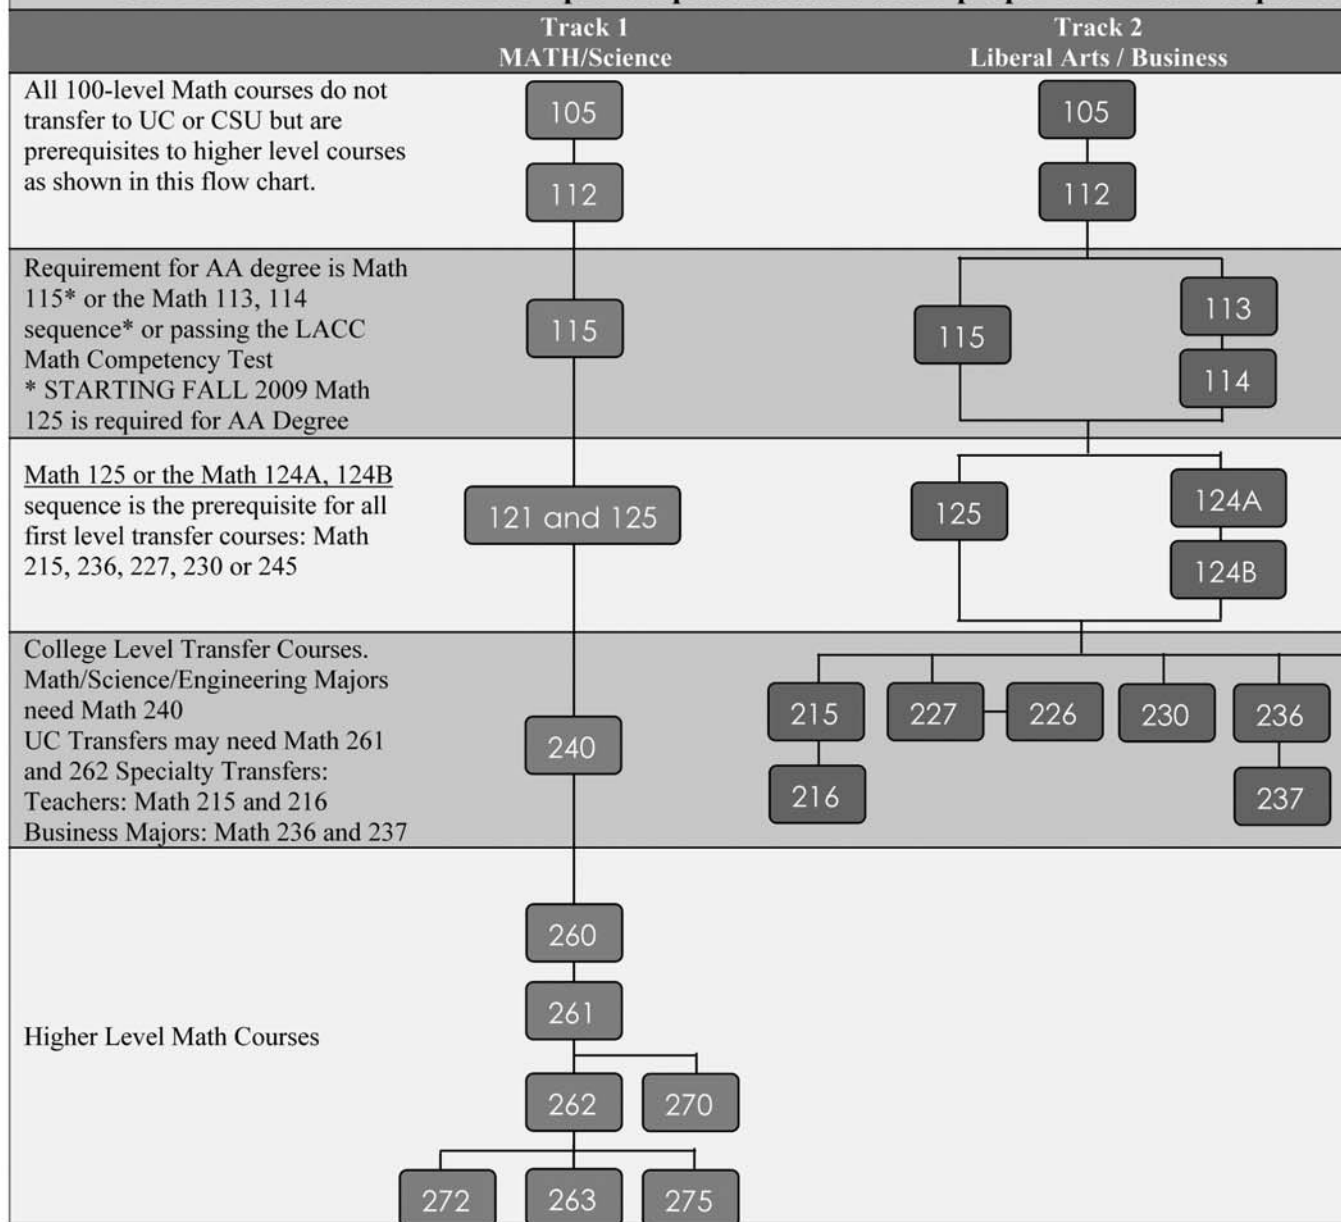 Track 1
MATH/Science
Track 2
Liberal Arts / Business
All 100-level Math courses do not
transfer to UC or CSU but are
prerequisites to higher level courses
as shown in this flow chart.
105
112
105
112
Requirement for AA degree is Math
115* or the Math 113, 114
sequence* or passing the LACC
Math Competency Test
* STARTING FALL 2009 Math
125 is required for AA Degree
115
115
113
114
Math 125 or the Math 124A, 124B
sequence is the prerequisite for all
first level transfer courses: Math
215, 236, 227, 230 or 245
121 and 125
125
124A
124B
College Level Transfer Courses.
Math/Science/Engineering Majors
need Math 240
UC Transfers may need Math 261
and 262 Specialty Transfers:
Teachers: Math 215 and 216
Business Majors: Math 236 and 237
240
215
227
226
230
236
216
237
Higher Level Math Courses
260
261
262
270
272
263
275